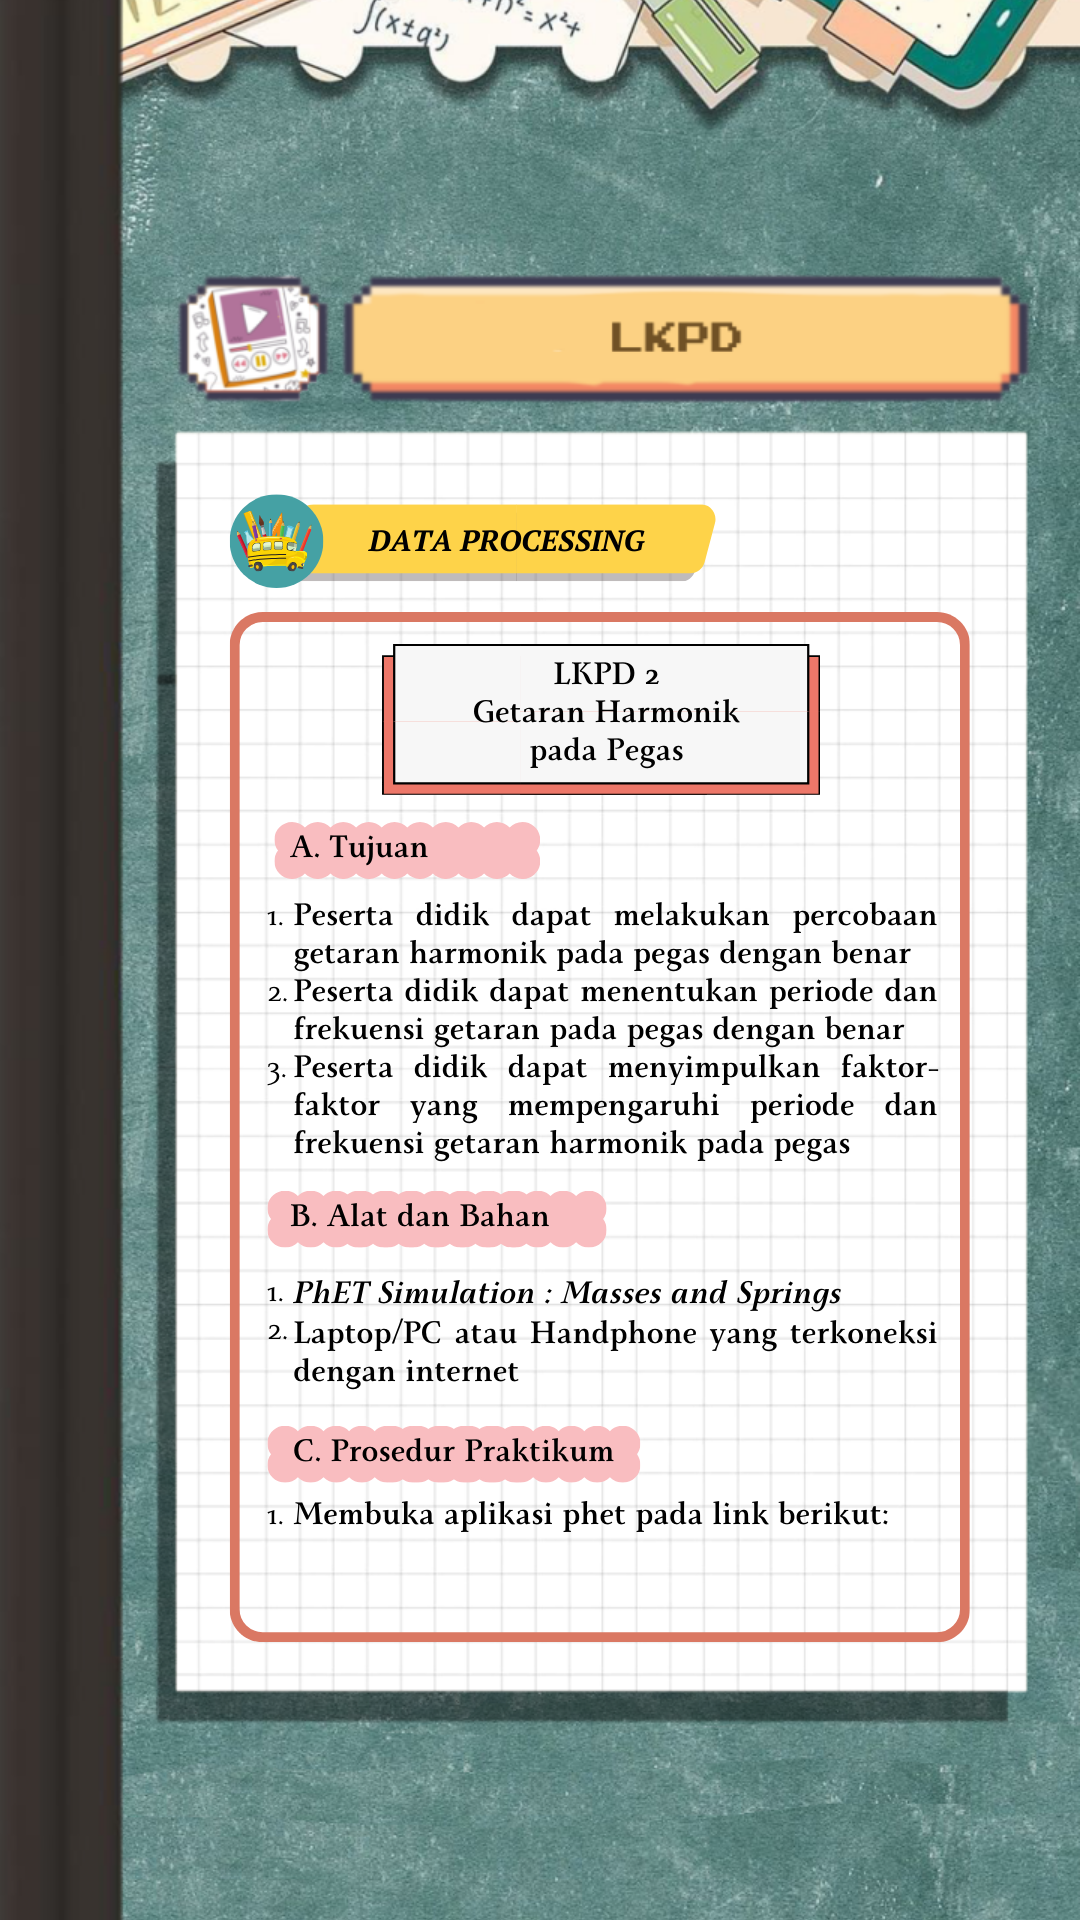 ∫(x±a²)
)²=x²+
LKPD
DATA PROCESSING
LKPD 2
Getaran Harmonik
pada Pegas
A. Tujuan
1. Peserta didik dapat melakukan percobaan
getaran harmonik pada pegas dengan benar
2. Peserta didik dapat menentukan periode dan
frekuensi getaran pada pegas dengan benar
3. Peserta didik dapat menyimpulkan faktor-
faktor yang mempengaruhi periode dan
frekuensi getaran harmonik pada pegas
B. Alat dan Bahan
1. PhET Simulation : Masses and Springs
2. Laptop/PC atau Handphone yang terkoneksi
dengan internet
C. Prosedur Praktikum
1. Membuka aplikasi phet pada link berikut: